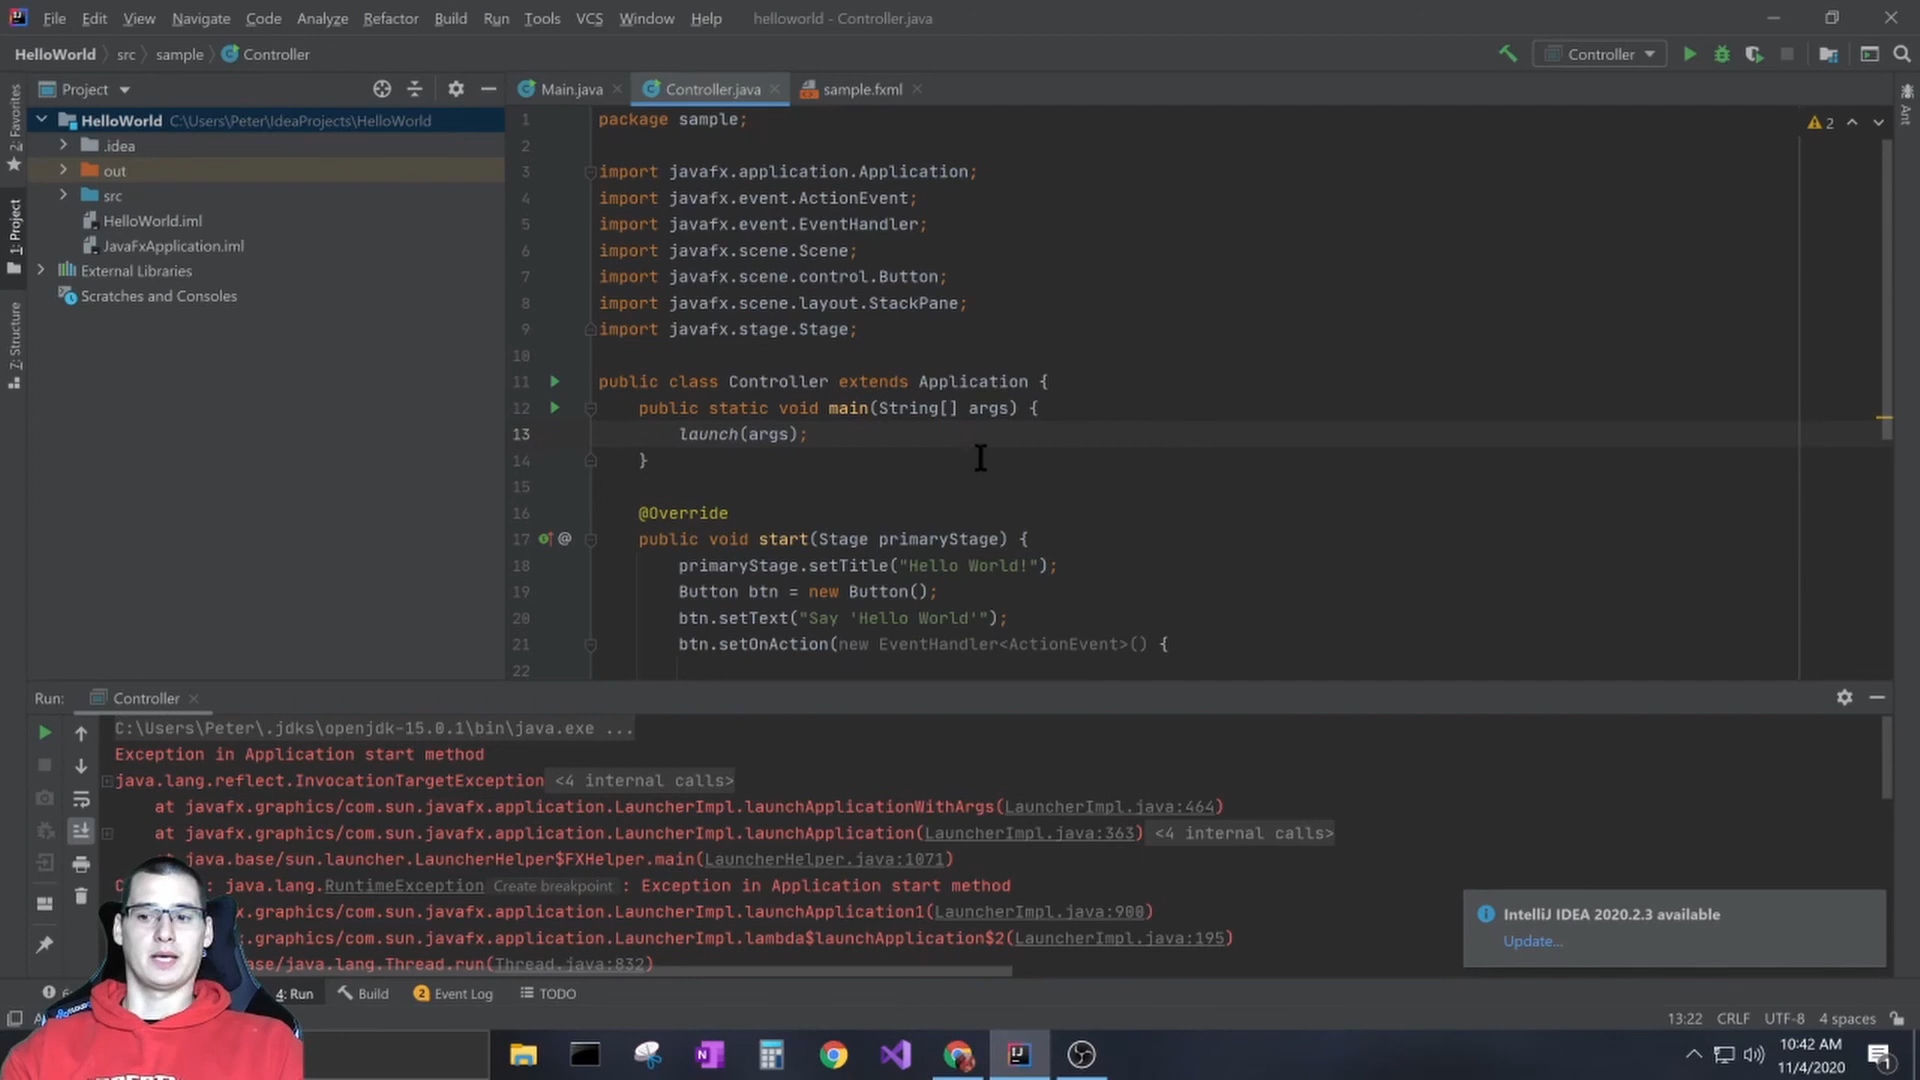 File Edit View Navigate Code Analyze Refactor Build Run Tools VCS Window Help helloworld - Controller.java
HelloWorld src sample Controller
Controller
Project
Main.java Controller.java sample.fxml
HelloWorld C:\Users\Peter\IdeaProjects\HelloWorld
.idea
out
src
HelloWorld.iml
JavaFxApplication.iml
External Libraries
Scratches and Consoles
2: Favorites
1: Project
7: Structure
Ant
2
1 package sample;
2
3 import javafx.application.Application;
4 import javafx.event.ActionEvent;
5 import javafx.event.EventHandler;
6 import javafx.scene.Scene;
7 import javafx.scene.control.Button;
8 import javafx.scene.layout.StackPane;
9 import javafx.stage.Stage;
10
11 public class Controller extends Application {
12 public static void main(String[] args) {
13 launch(args);
14 }
15
16 @Override
17 public void start(Stage primaryStage) {
18 primaryStage.setTitle("Hello World!");
19 Button btn = new Button();
20 btn.setText("Say 'Hello World'");
21 btn.setOnAction(new EventHandler<ActionEvent>() {
22
Run: Controller
C:\Users\Peter\.jdks\openjdk-15.0.1\bin\java.exe ...
Exception in Application start method
java.lang.reflect.InvocationTargetException <4 internal calls>
at javafx.graphics/com.sun.javafx.application.LauncherImpl.launchApplicationWithArgs(LauncherImpl.java:464)
at javafx.graphics/com.sun.javafx.application.LauncherImpl.launchApplication(LauncherImpl.java:363) <4 internal calls>
java.base/sun.launcher.LauncherHelper$FXHelper.main(LauncherHelper.java:1071)
: java.lang.RuntimeException Create breakpoint : Exception in Application start method
.graphics/com.sun.javafx.application.LauncherImpl.launchApplication1(LauncherImpl.java:900)
.graphics/com.sun.javafx.application.LauncherImpl.lambda$launchApplication$2(LauncherImpl.java:195)
se/java.lang.Thread.run(Thread.java:832)
IntelliJ IDEA 2020.2.3 available
Update...
4: Run Build 2 Event Log TODO
13:22 CRLF UTF-8 4 spaces
10:42 AM
11/4/2020
1